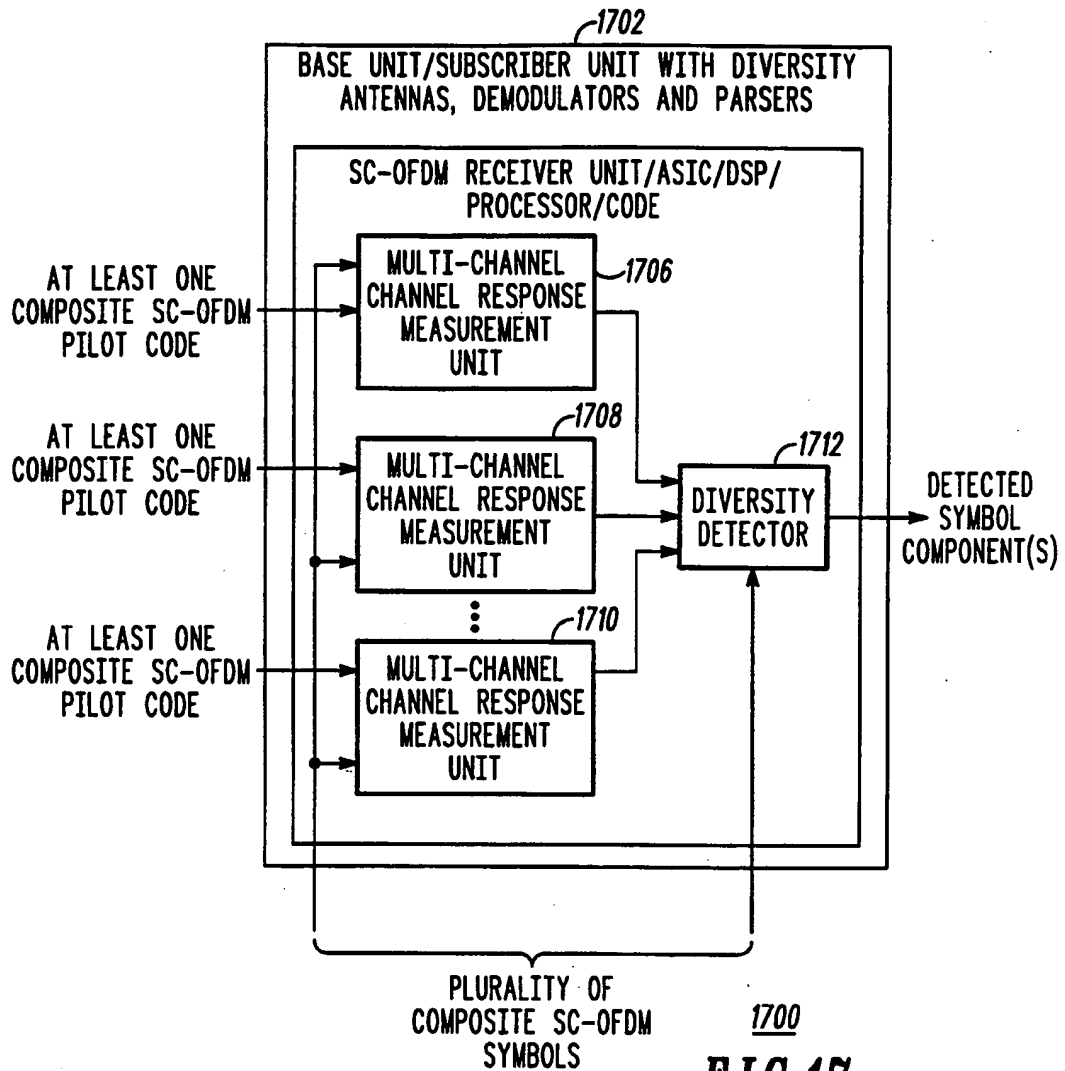 1702
BASE UNIT/SUBSCRIBER UNIT WITH DIVERSITY
ANTENNAS, DEMODULATORS AND PARSERS
SC-OFDM RECEIVER UNIT/ASIC/DSP/
PROCESSOR/CODE
AT LEAST ONE
COMPOSITE SC-OFDM
PILOT CODE
MULTI-CHANNEL
CHANNEL RESPONSE
MEASUREMENT
UNIT
1706
AT LEAST ONE
COMPOSITE SC-OFDM
PILOT CODE
1708
MULTI-CHANNEL
CHANNEL RESPONSE
MEASUREMENT
UNIT
1712
DIVERSITY
DETECTOR
DETECTED
SYMBOL
COMPONENT(S)
AT LEAST ONE
COMPOSITE SC-OFDM
PILOT CODE
1710
MULTI-CHANNEL
CHANNEL RESPONSE
MEASUREMENT
UNIT
PLURALITY OF
COMPOSITE SC-OFDM
SYMBOLS
1700